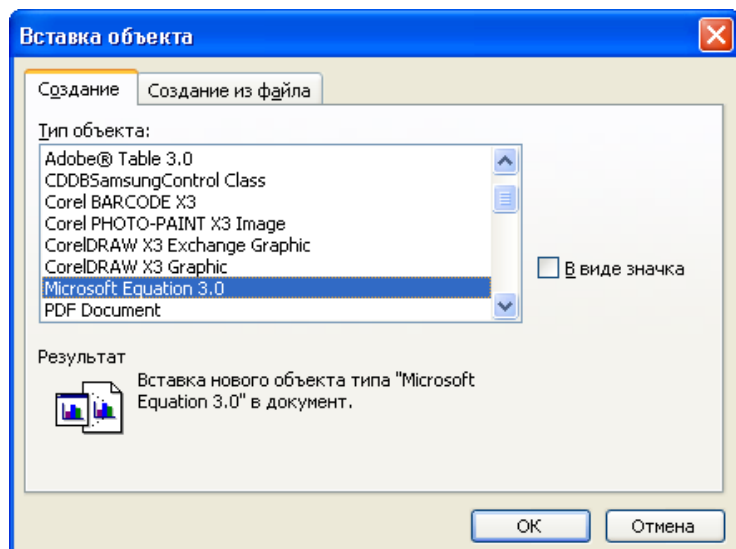 Вставка объекта
Создание
Создание из файла
Тип объекта:
Adobe® Table 3.0
CDDBSamsungControl Class
Corel BARCODE X3
Corel PHOTO-PAINT X3 Image
CorelDRAW X3 Exchange Graphic
CorelDRAW X3 Graphic
Microsoft Equation 3.0
PDF Document
В виде значка
Результат
Вставка нового объекта типа "Microsoft
Equation 3.0" в документ.
ОК
Отмена